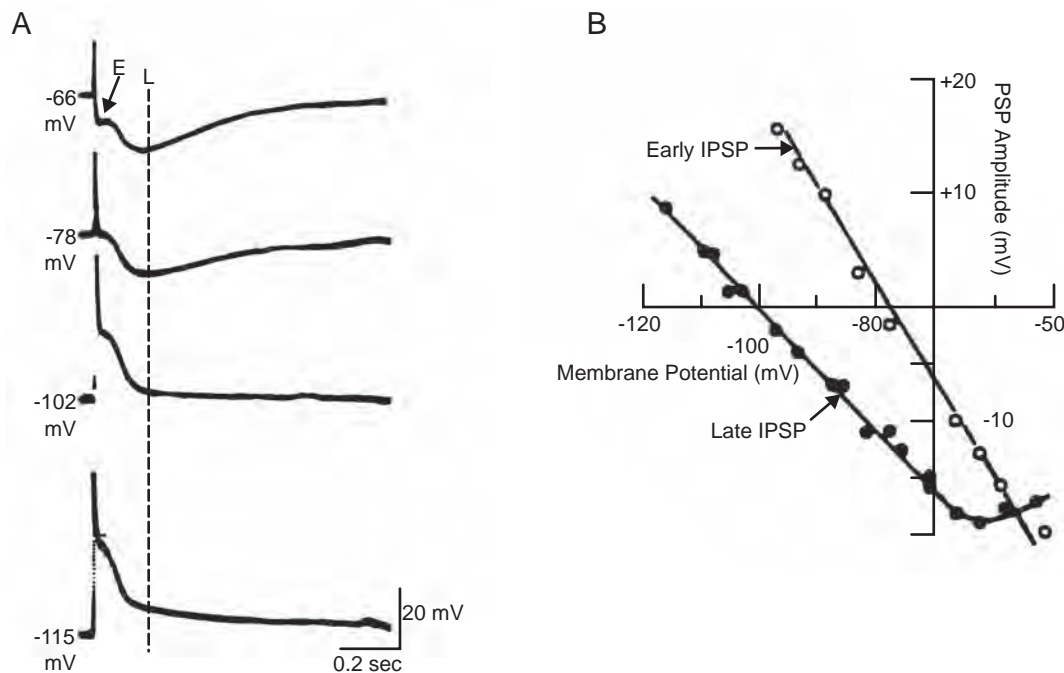 A
E
L
-66
mV
-78
mV
-102
mV
-115
mV
20 mV
0.2 sec
B
+20
PSP Amplitude (mV)
Early IPSP
+10
-120
-100
-80
-50
Membrane Potential (mV)
Late IPSP
-10